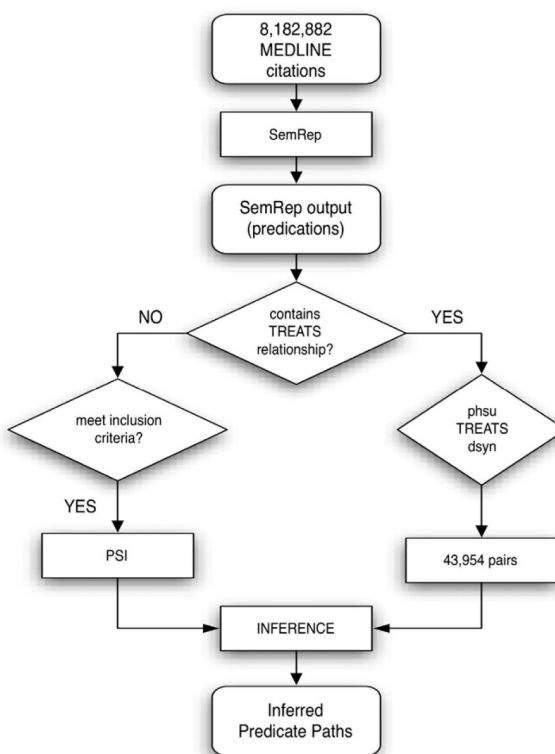 8,182,882
MEDLINE
citations
SemRep
SemRep output
(predications)
contains
TREATS
relationship?
NO
YES
meet inclusion
criteria?
phsu
TREATS
dsyn
YES
PSI
43,954 pairs
INFERENCE
Inferred
Predicate Paths